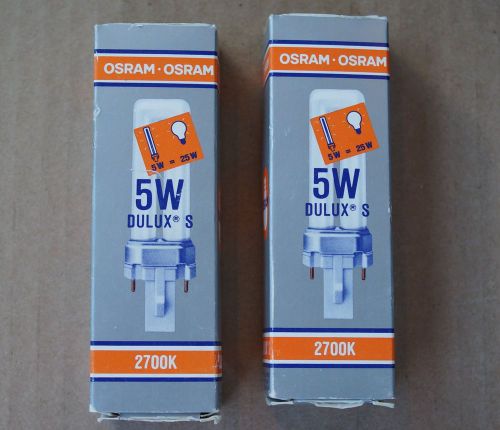 OSRAM · OSRAM
5W = 25W
5W
DULUX® S
2700K
OSRAM · OSRAM
5W = 25W
5W
DULUX® S
2700K